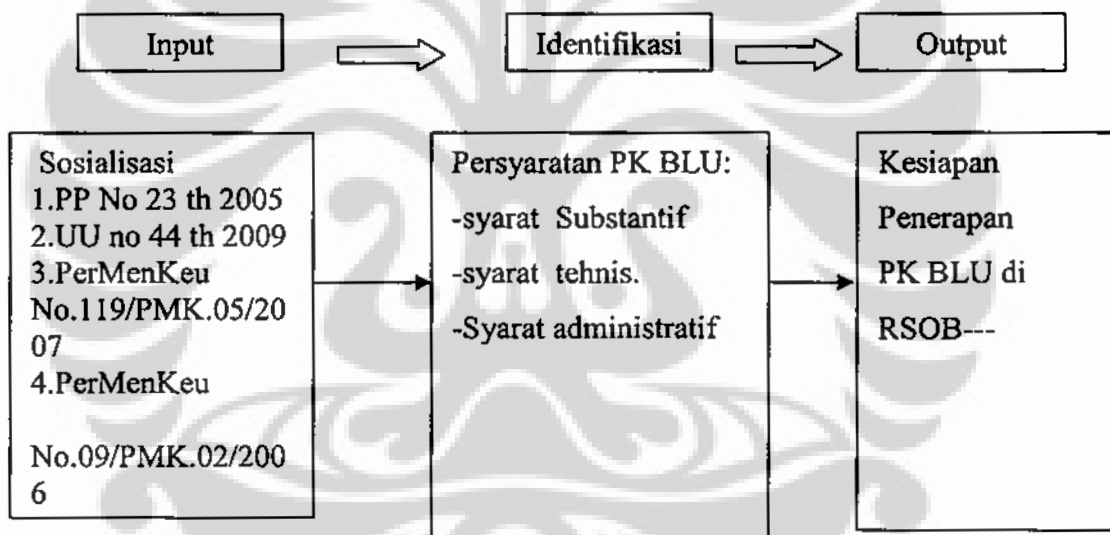 Input
Identifikasi
Output
Sosialisasi
1.PP No 23 th 2005
2.UU no 44 th 2009
3.PerMenKeu
No.119/PMK.05/20
07
4.PerMenKeu
No.09/PMK.02/200
6
Persyaratan PK BLU:
-syarat Substantif
-syarat tehnis.
-Syarat administratif
Kesiapan
Penerapan
PK BLU di
RSOB---